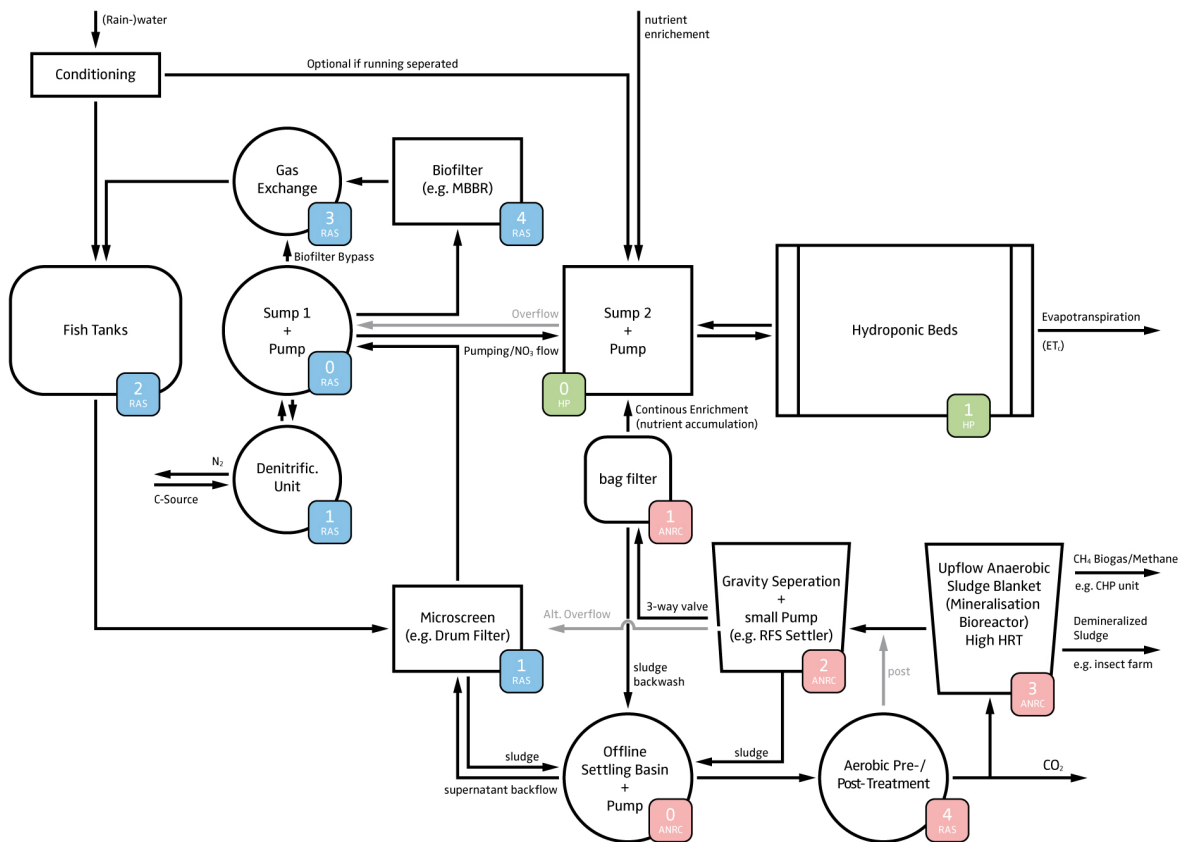 (Rain-)water
nutrient
enrichement
Conditioning
Optional if running seperated
Gas
Exchange
3
RAS
Biofilter
(e.g. MBBR)
4
RAS
Biofilter Bypass
Fish Tanks
2
RAS
Sump 1
+
Pump
0
RAS
Overflow
Pumping/NO₃ flow
Sump 2
+
Pump
0
HP
Hydroponic Beds
1
HP
Evapotranspiration
(ETc)
Continous Enrichment
(nutrient accumulation)
N₂
C-Source
Denitrific.
Unit
1
RAS
bag filter
1
ANRC
Microscreen
(e.g. Drum Filter)
1
RAS
Alt. Overflow
3-way valve
Gravity Seperation
+
small Pump
(e.g. RFS Settler)
2
ANRC
Upflow Anaerobic
Sludge Blanket
(Mineralisation
Bioreactor)
High HRT
3
ANRC
CH₄ Biogas/Methane
e.g. CHP unit
Demineralized
Sludge
e.g. insect farm
post
sludge
backwash
sludge
supernatant backflow
Offline
Settling Basin
+
Pump
0
ANRC
sludge
Aerobic Pre-/
Post-Treatment
4
RAS
CO₂